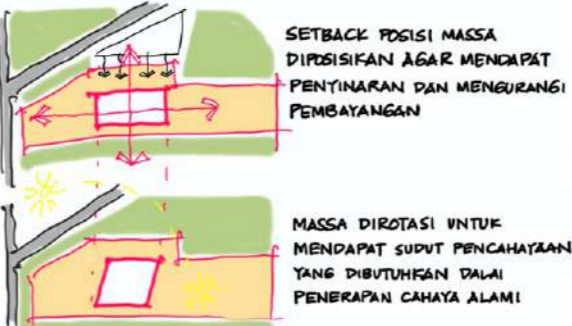 SETBACK POSISI MASSA
DIPOSISIKAN AGAR MENDAPAT
PENYINARAN DAN MENGURANGI
PEMBAYANGAN
MASSA DIROTASI UNTUK
MENDAPAT SUDUT PENCAHAYAAN
YANG DIBUTUHKAN DALAI
PENERAPAN CAHAYA ALAMI